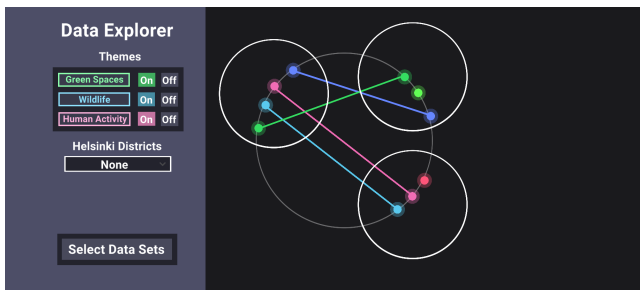 Data Explorer
Themes
Green Spaces On Off
Wildlife On Off
Human Activity On Off
Helsinki Districts
None
Select Data Sets